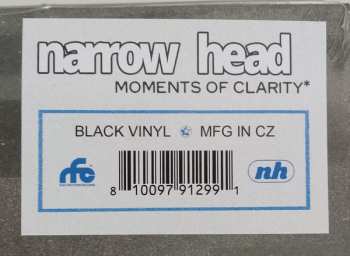 narrow head
MOMENTS OF CLARITY*
BLACK VINYL MFG IN CZ
rfc
nh
8 10097 91299 1